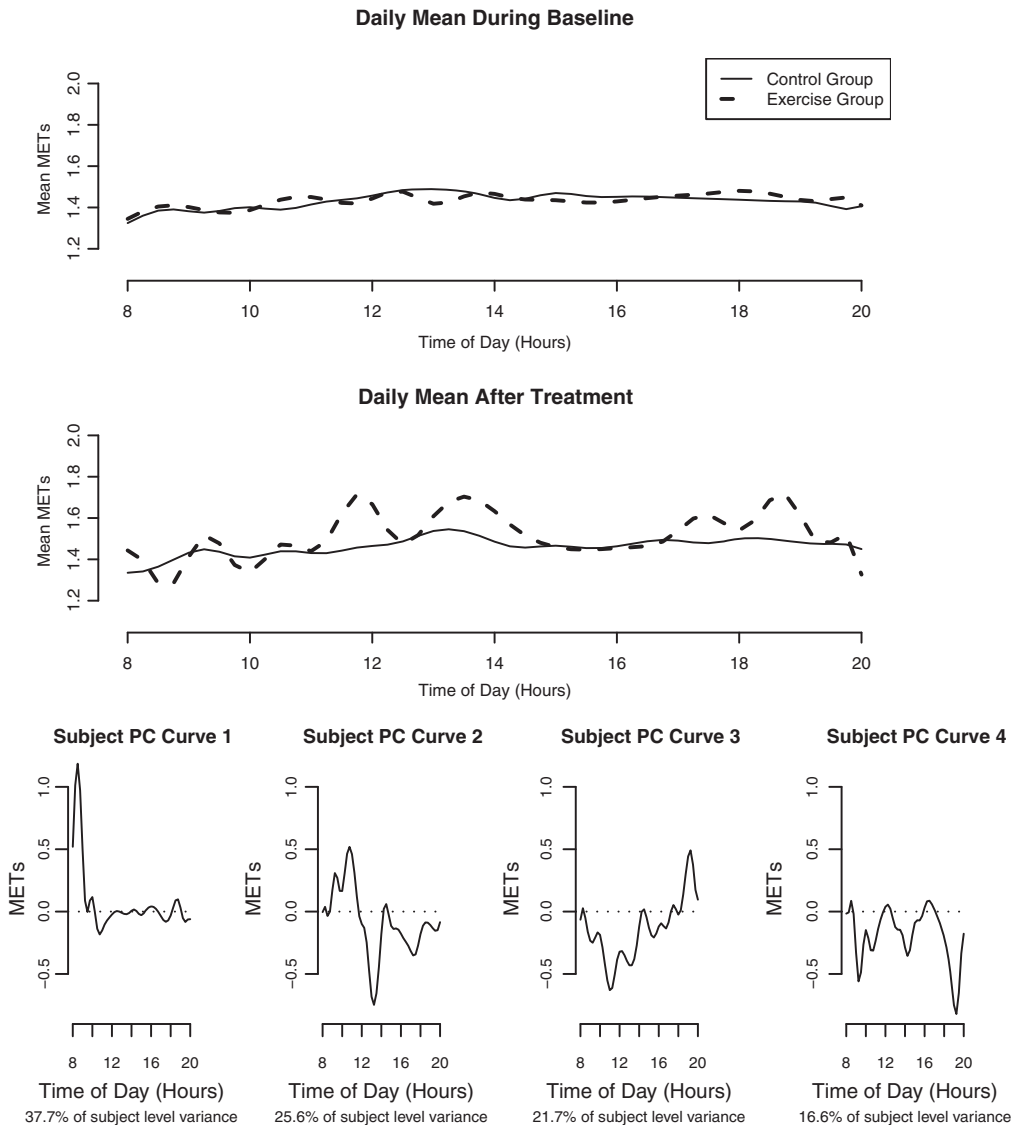 Daily Mean During Baseline
Control Group
Exercise Group
Mean METs
1.2 1.4 1.6 1.8 2.0
8 10 12 14 16 18 20
Time of Day (Hours)
Daily Mean After Treatment
Mean METs
1.2 1.4 1.6 1.8 2.0
8 10 12 14 16 18 20
Time of Day (Hours)
Subject PC Curve 1
METs
−0.5 0.0 0.5 1.0
8 12 16 20
Time of Day (Hours)
37.7% of subject level variance
Subject PC Curve 2
METs
−0.5 0.0 0.5 1.0
8 12 16 20
Time of Day (Hours)
25.6% of subject level variance
Subject PC Curve 3
METs
−0.5 0.0 0.5 1.0
8 12 16 20
Time of Day (Hours)
21.7% of subject level variance
Subject PC Curve 4
METs
−0.5 0.0 0.5 1.0
8 12 16 20
Time of Day (Hours)
16.6% of subject level variance